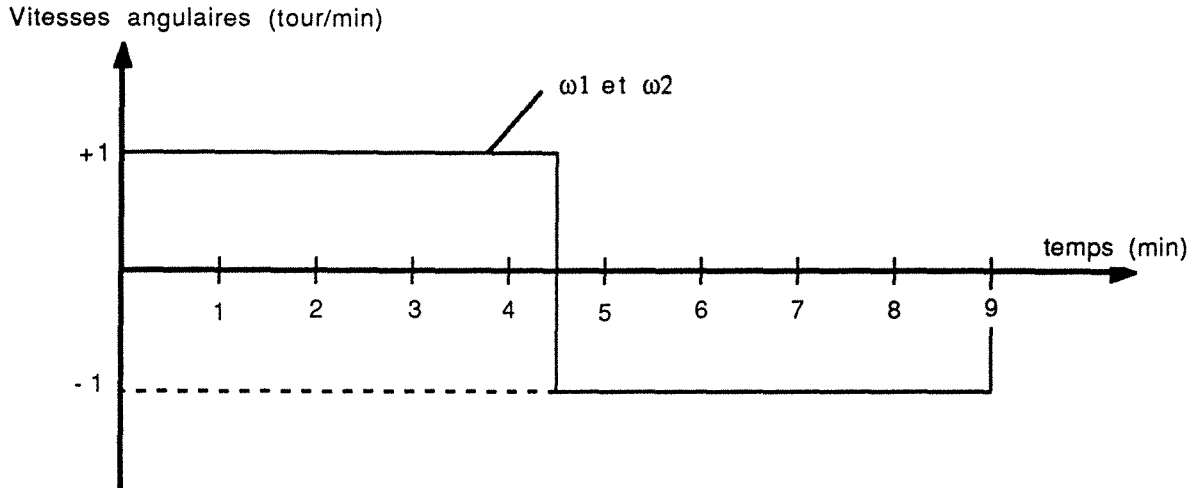 Vitesses angulaires (tour/min)
ω1 et ω2
+1
temps (min)
1 2 3 4 5 6 7 8 9
- 1